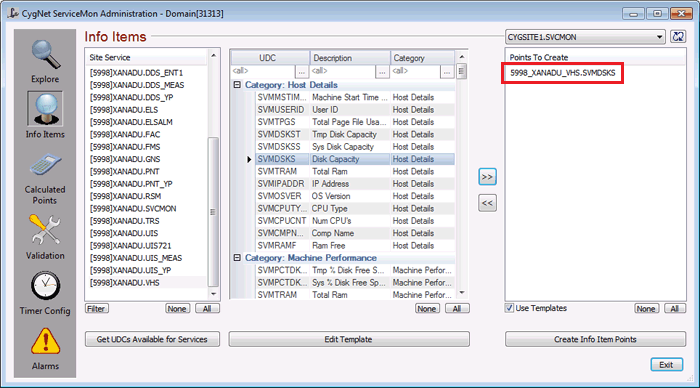 CygNet ServiceMon Administration - Domain[31313]
Info Items
CYGSITE1.SVCMON
Explore
Info Items
Calculated Points
Validation
Timer Config
Alarms
Site Service
[5998]XANADU.DDS_ENT1
[5998]XANADU.DDS_MEAS
[5998]XANADU.DDS_YP
[5998]XANADU.ELS
[5998]XANADU.ELSALM
[5998]XANADU.FAC
[5998]XANADU.FMS
[5998]XANADU.GNS
[5998]XANADU.PNT
[5998]XANADU.PNT_YP
[5998]XANADU.RSM
[5998]XANADU.SVCMON
[5998]XANADU.TRS
[5998]XANADU.UIS
[5998]XANADU.UIS721
[5998]XANADU.UIS_MEAS
[5998]XANADU.UIS_YP
[5998]XANADU.VHS
Filter None All
Get UDCs Available for Services
UDC Description Category
<all> ... <all> ... <all> ...
Category: Host Details
SVMMSTIM... Machine Start Time ... Host Details
SVMUSERID User ID Host Details
SVMTPGS Total Page File Usa... Host Details
SVMDSKST Tmp Disk Capacity Host Details
SVMDSKSS Sys Disk Capacity Host Details
SVMDSKS Disk Capacity Host Details
SVMTRAM Total Ram Host Details
SVMIPADDR IP Address Host Details
SVMOSVER OS Version Host Details
SVMCPUTY... CPU Type Host Details
SVMCPUCNT Num CPU's Host Details
SVMCMPN... Comp Name Host Details
SVMRAMF Ram Free Host Details
Category: Machine Performance
SVMPCTDK... Tmp % Disk Free S... Machine Perfor...
SVMPCTDK... Sys % Disk Free Sp... Machine Perfor...
SVMTRAM Total Ram Machine Perfor...
None All
Edit Template
>>
<<
Points To Create
5998_XANADU_VHS.SVMDSKS
Use Templates None All
Create Info Item Points
Exit